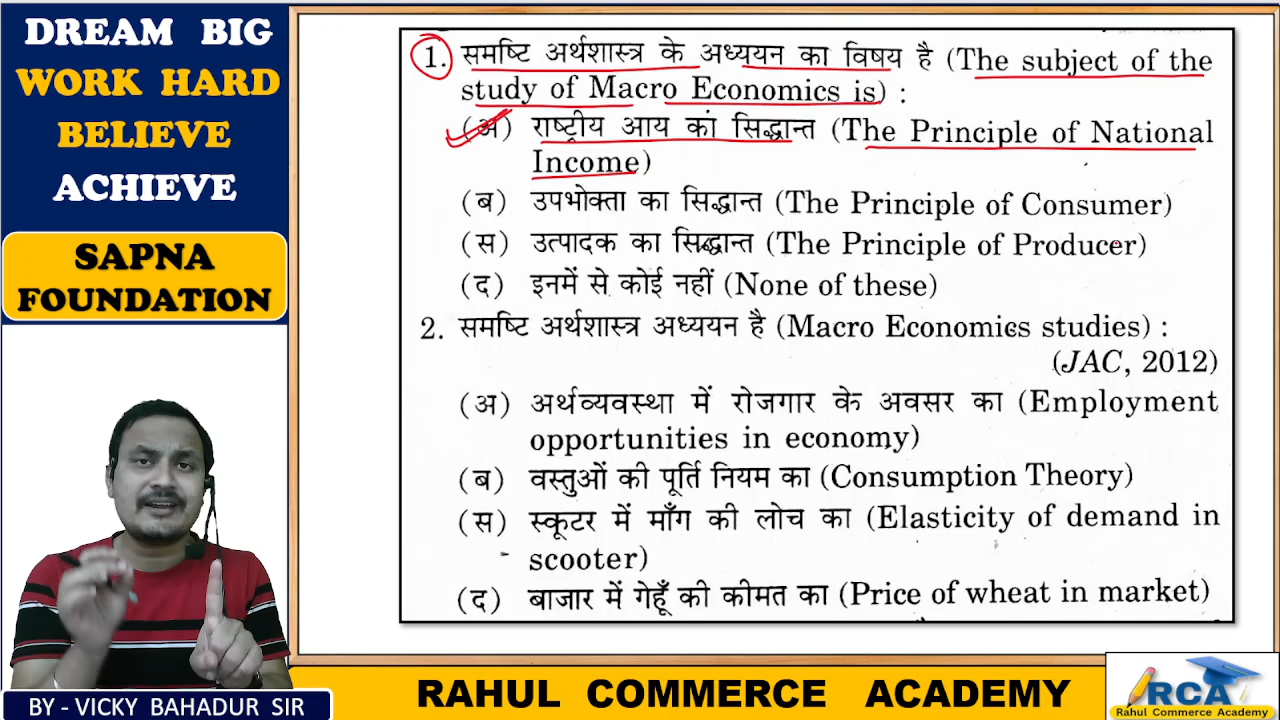 DREAM BIG
WORK HARD
BELIEVE
ACHIEVE
SAPNA
FOUNDATION
1. समष्टि अर्थशास्त्र के अध्ययन का विषय है (The subject of the
study of Macro Economics is) :
(अ) राष्ट्रीय आय का सिद्धान्त (The Principle of National
Income)
(ब) उपभोक्ता का सिद्धान्त (The Principle of Consumer)
(स) उत्पादक का सिद्धान्त (The Principle of Producer)
(द) इनमें से कोई नहीं (None of these)
2. समष्टि अर्थशास्त्र अध्ययन है (Macro Economics studies) :
(JAC, 2012)
(अ) अर्थव्यवस्था में रोजगार के अवसर का (Employment
opportunities in economy)
(ब) वस्तुओं की पूर्ति नियम का (Consumption Theory)
(स) स्कूटर में माँग की लोच का (Elasticity of demand in
scooter)
(द) बाजार में गेहूँ की कीमत का (Price of wheat in market)
BY - VICKY BAHADUR SIR
RAHUL COMMERCE ACADEMY
RCA
Rahul Commerce Academy